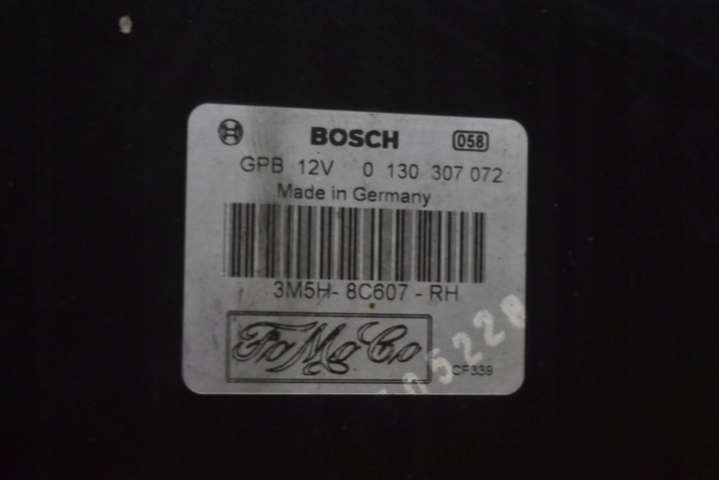 BOSCH 058
GPB 12V 0 130 307 072
Made in Germany
3M5H- 8C607 - RH
FoMoCo
CF339